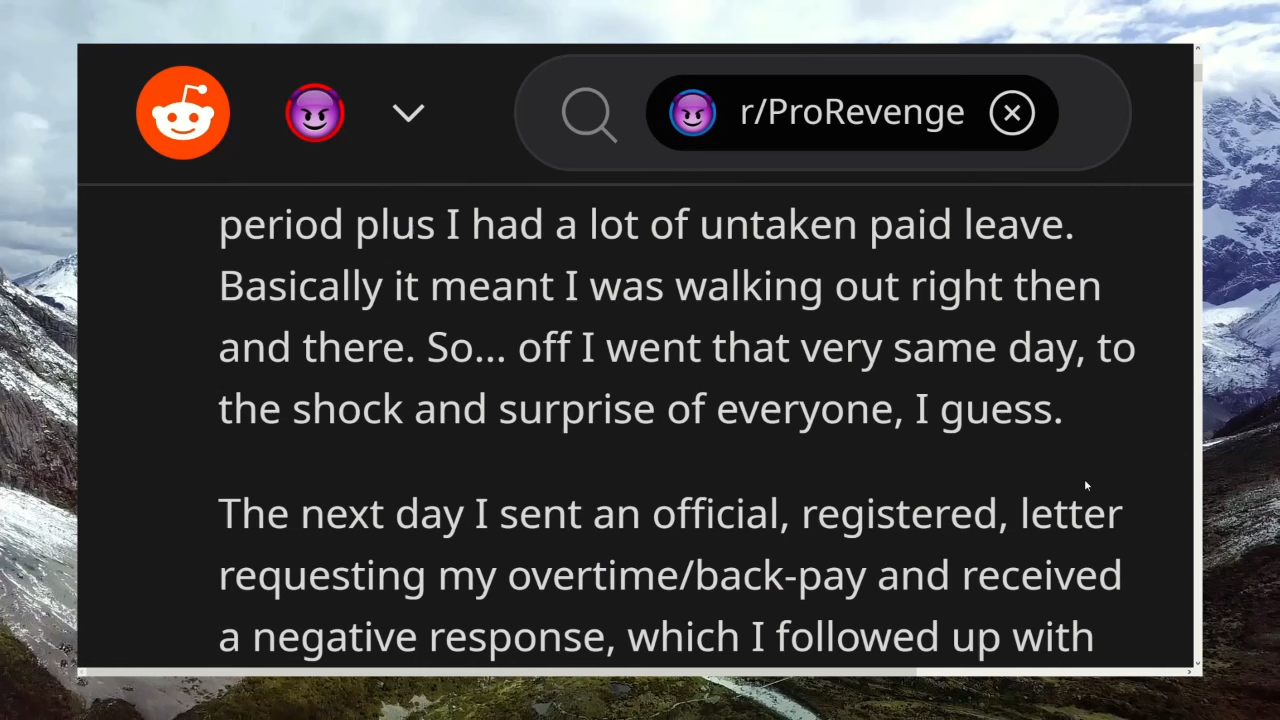 r/ProRevenge
period plus I had a lot of untaken paid leave.
Basically it meant I was walking out right then
and there. So... off I went that very same day, to
the shock and surprise of everyone, I guess.
The next day I sent an official, registered, letter
requesting my overtime/back-pay and received
a negative response, which I followed up with